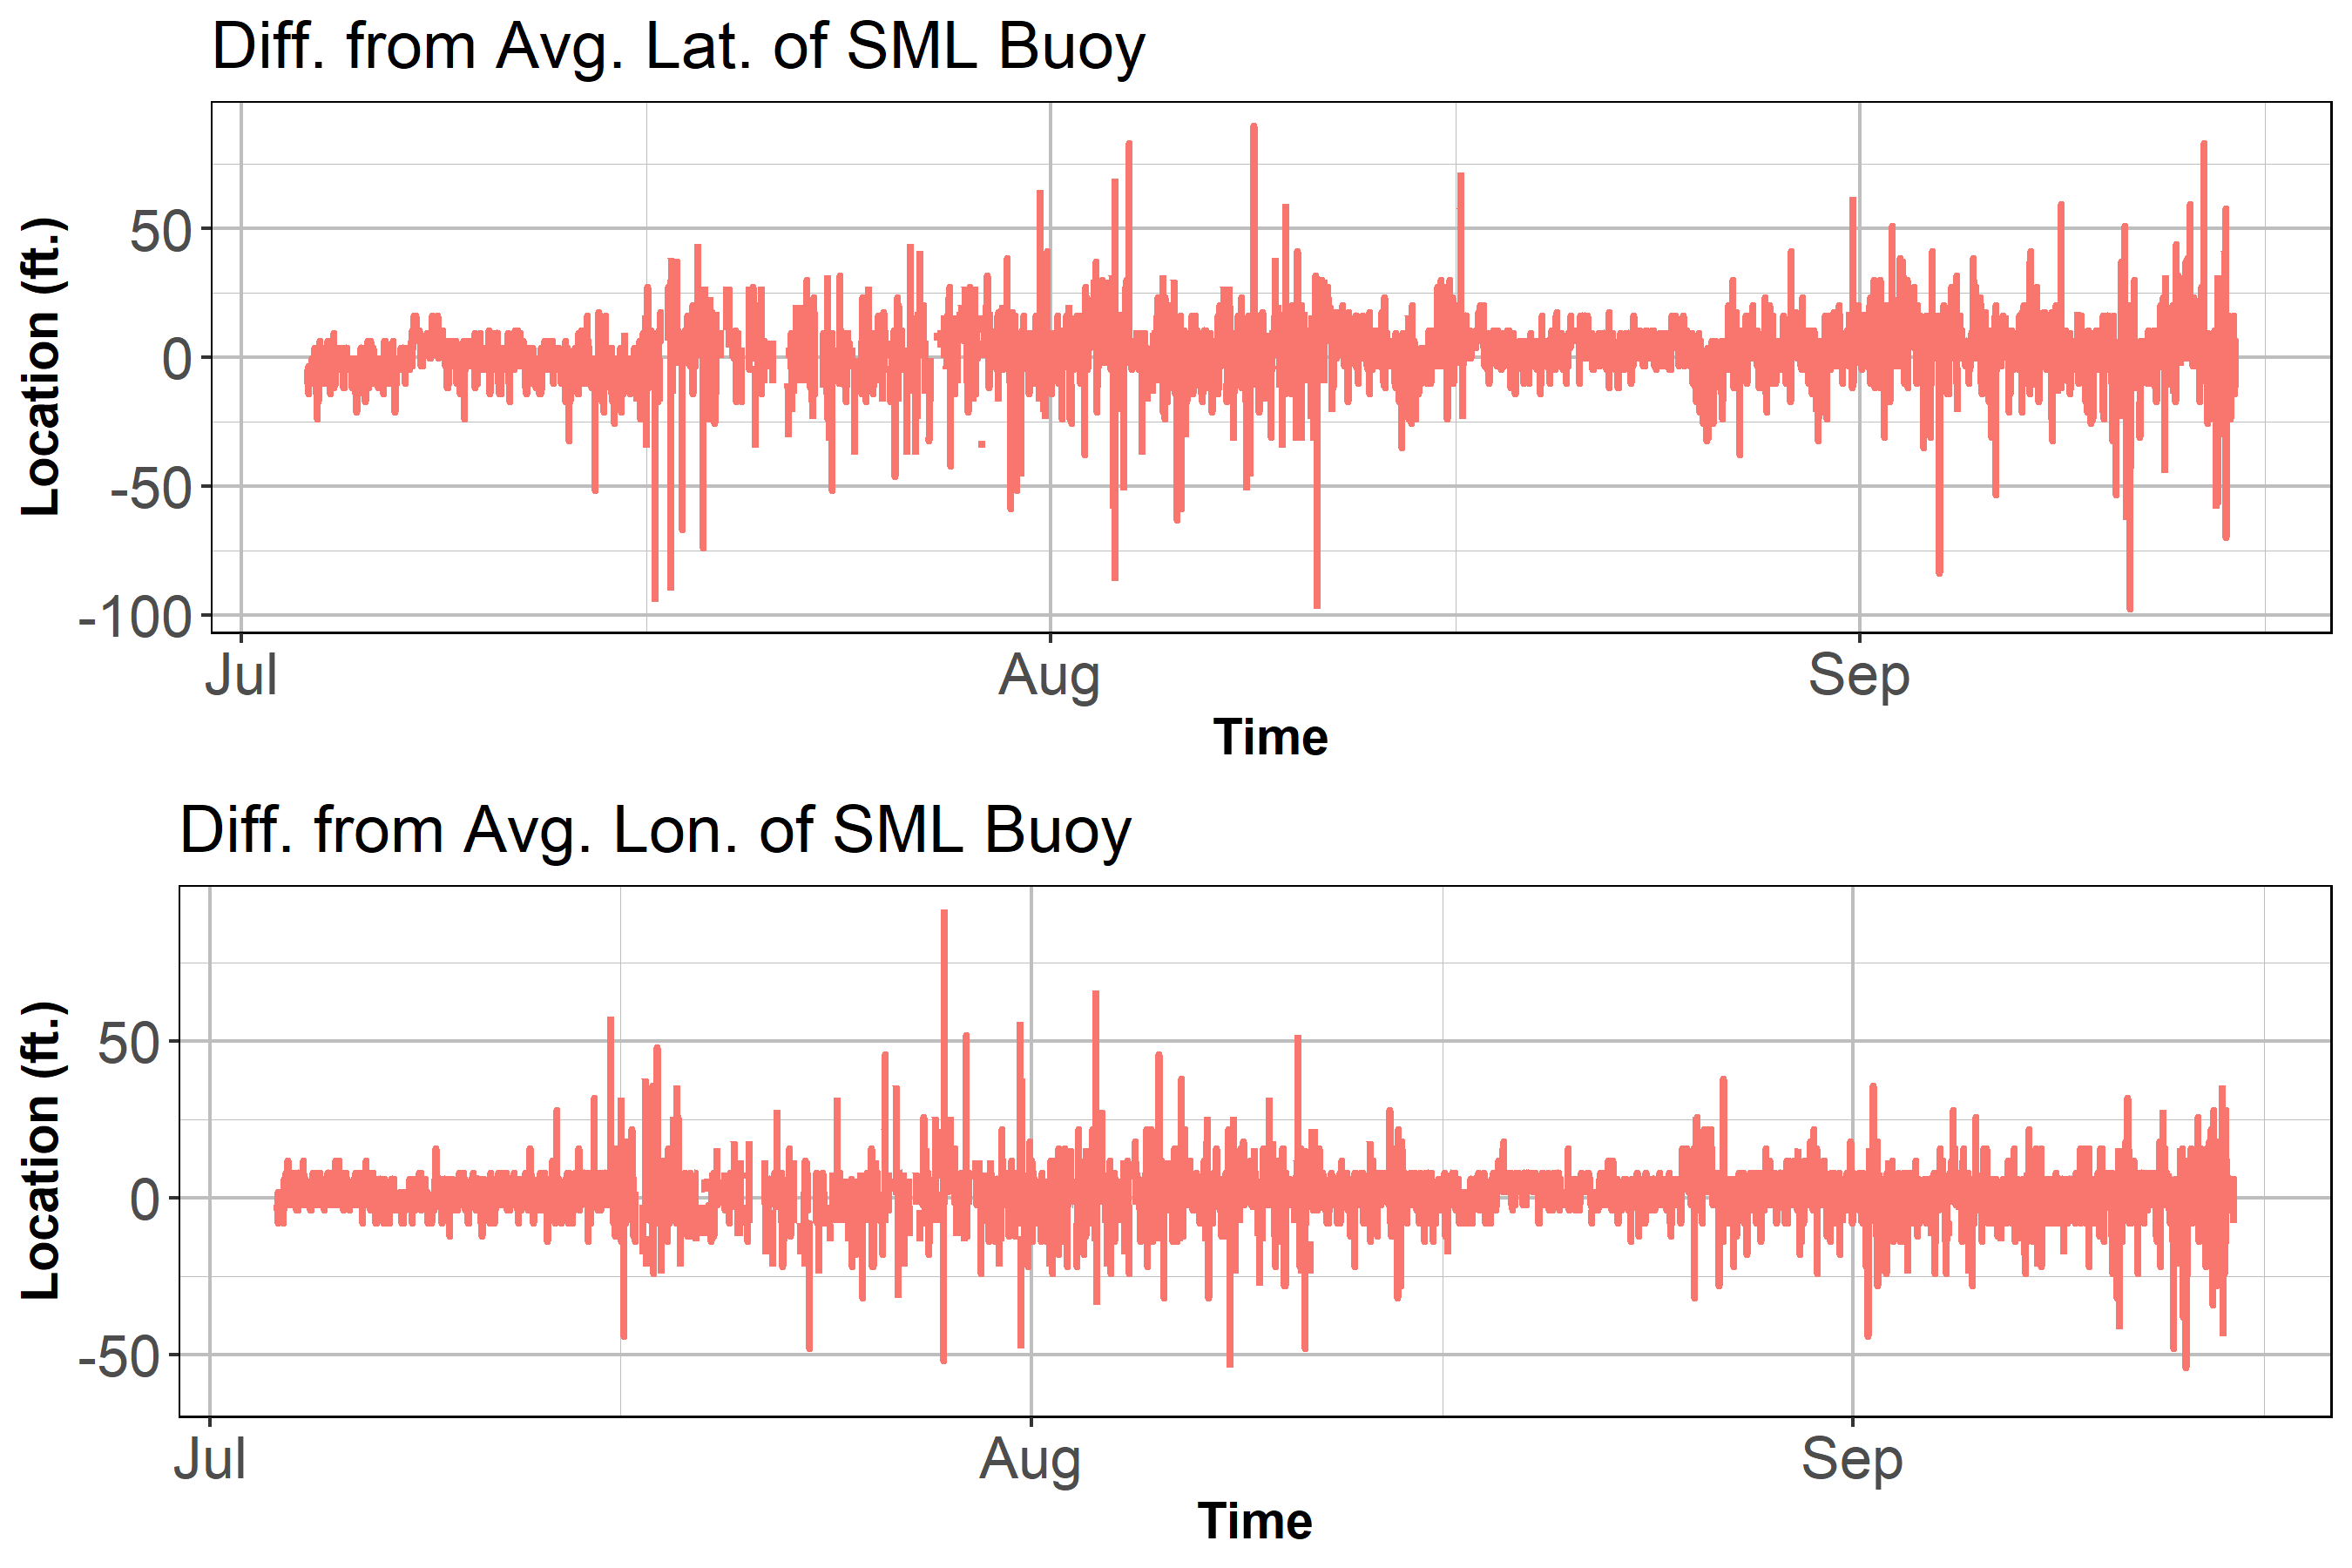 Diff. from Avg. Lat. of SML Buoy
Location (ft.)
50
0
-50
-100
Jul Aug Sep
Time
Diff. from Avg. Lon. of SML Buoy
Location (ft.)
50
0
-50
Jul Aug Sep
Time